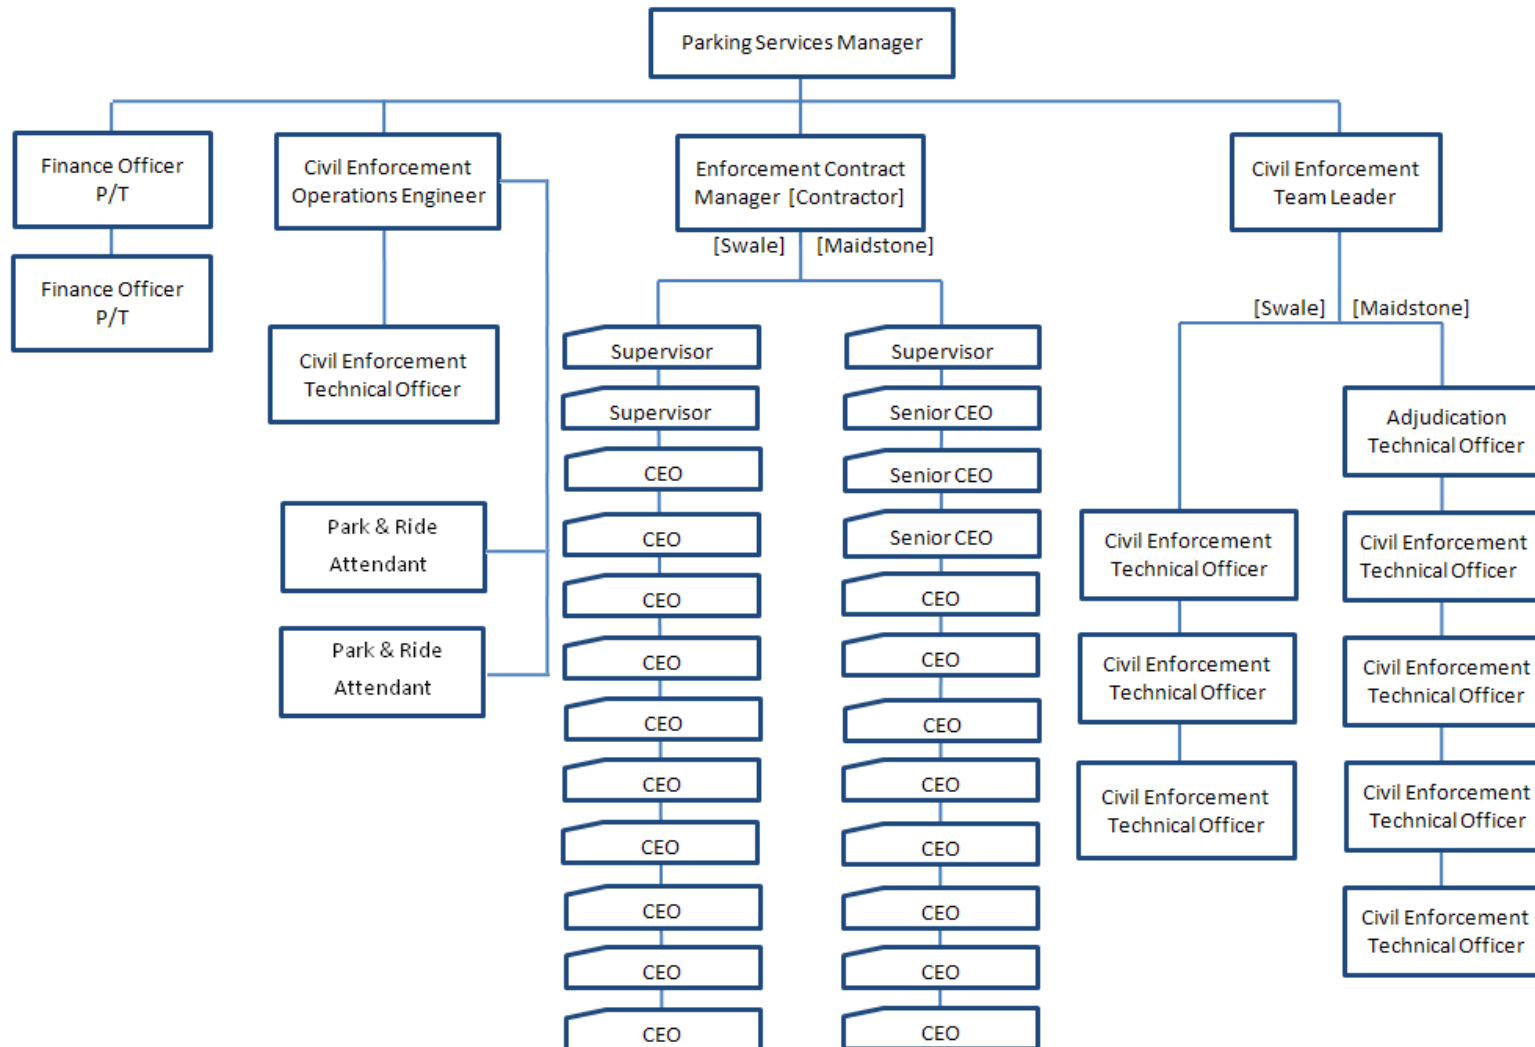 Parking Services Manager
Finance Officer
P/T
Finance Officer
P/T
Civil Enforcement
Operations Engineer
Civil Enforcement
Technical Officer
Park & Ride
Attendant
Park & Ride
Attendant
Enforcement Contract
Manager [Contractor]
[Swale]
[Maidstone]
Supervisor
Supervisor
CEO
CEO
CEO
CEO
CEO
CEO
CEO
CEO
CEO
CEO
Supervisor
Senior CEO
Senior CEO
Senior CEO
CEO
CEO
CEO
CEO
CEO
CEO
CEO
CEO
Civil Enforcement
Team Leader
[Swale]
[Maidstone]
Civil Enforcement
Technical Officer
Civil Enforcement
Technical Officer
Civil Enforcement
Technical Officer
Adjudication
Technical Officer
Civil Enforcement
Technical Officer
Civil Enforcement
Technical Officer
Civil Enforcement
Technical Officer
Civil Enforcement
Technical Officer